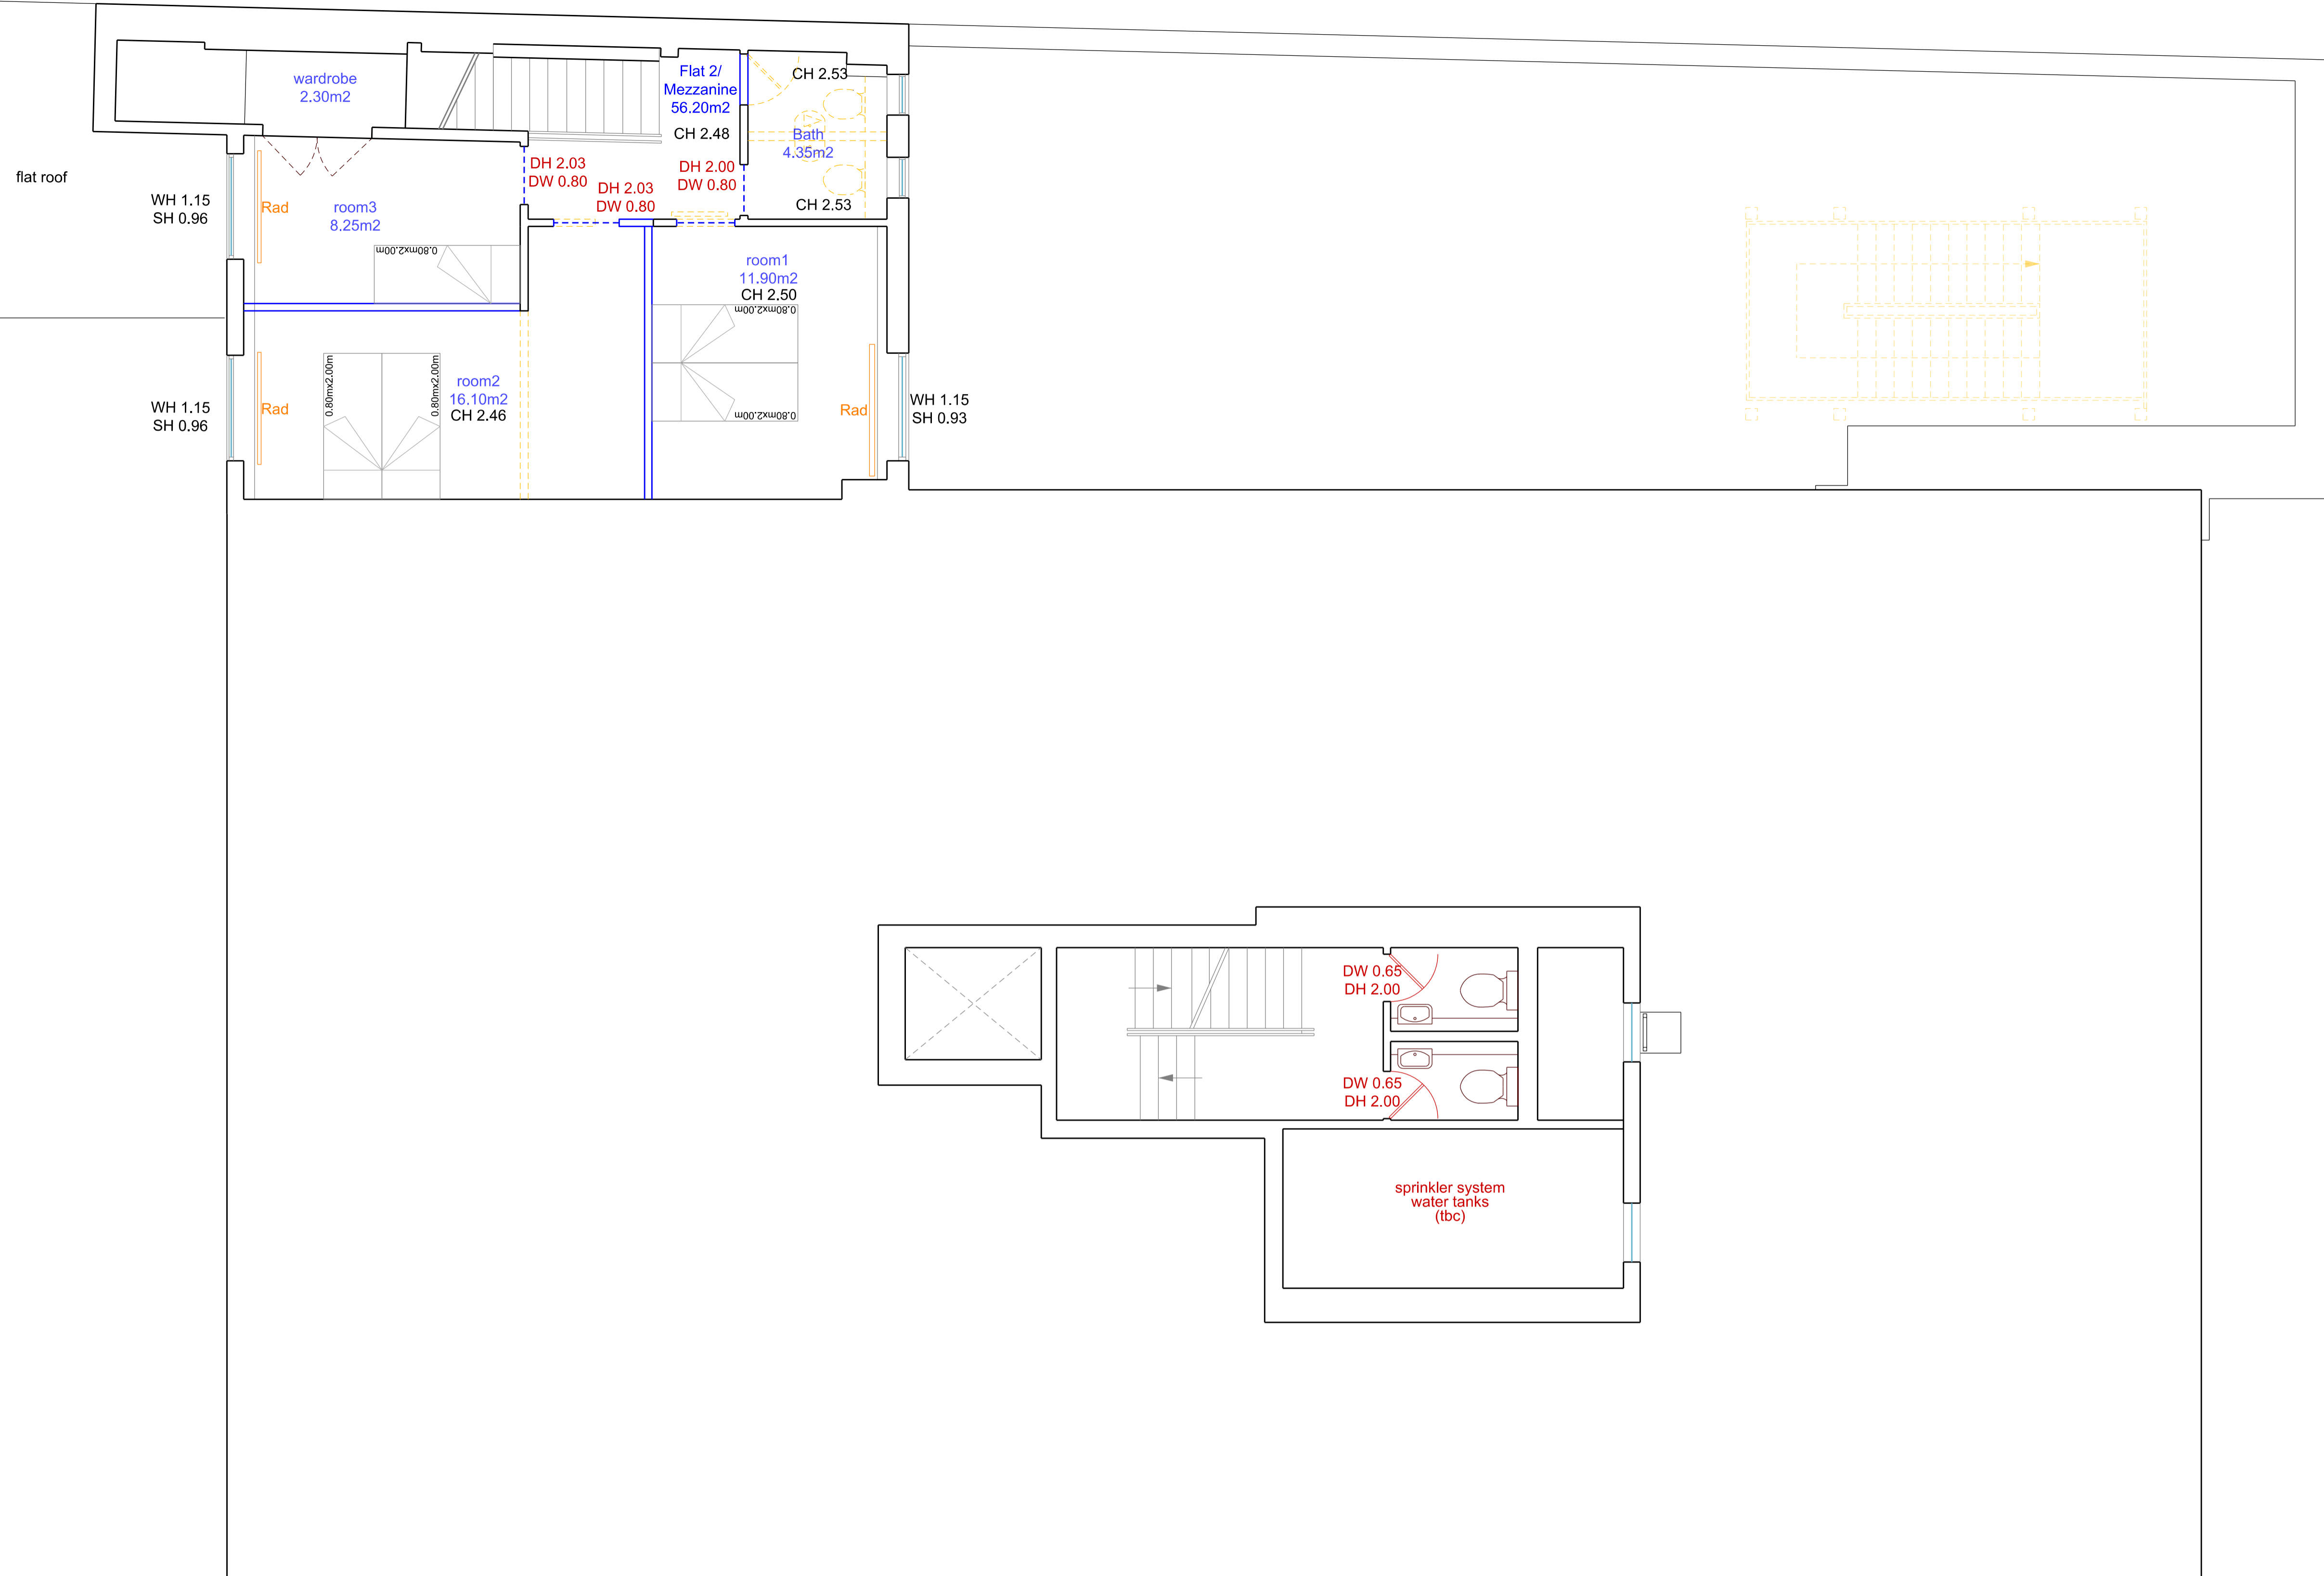 wardrobe
2.30m2
Flat 2/
Mezzanine
56.20m2
CH 2.48
CH 2.53
Bath
4.35m2
CH 2.53
flat roof
WH 1.15
SH 0.96
Rad
room3
8.25m2
0.80mx2.00m
DH 2.03
DW 0.80
DH 2.03
DW 0.80
DH 2.00
DW 0.80
room1
11.90m2
CH 2.50
0.80mx2.00m
0.80mx2.00m
Rad
WH 1.15
SH 0.93
WH 1.15
SH 0.96
Rad
0.80mx2.00m
0.80mx2.00m
room2
16.10m2
CH 2.46
DW 0.65
DH 2.00
DW 0.65
DH 2.00
sprinkler system
water tanks
(tbc)